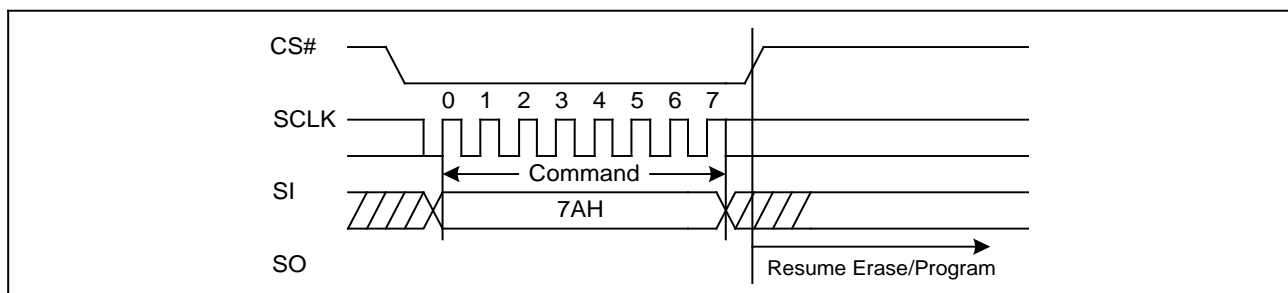 CS#
0 1 2 3 4 5 6 7
SCLK
Command
SI
7AH
SO
Resume Erase/Program